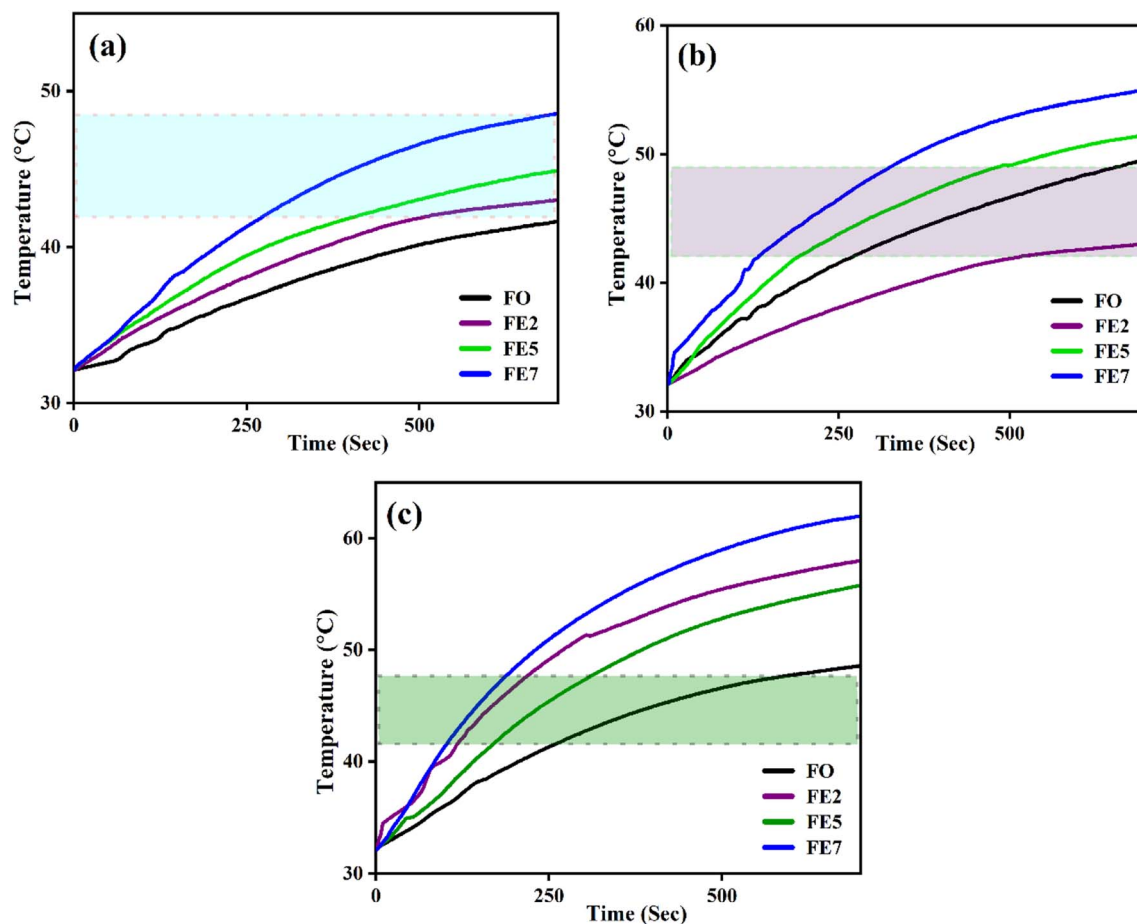 (a)
Temperature (°C)
50
40
30
0
250
500
Time (Sec)
FO
FE2
FE5
FE7
(b)
Temperature (°C)
60
50
40
30
0
250
500
Time (Sec)
FO
FE2
FE5
FE7
(c)
Temperature (°C)
60
50
40
30
0
250
500
Time (Sec)
FO
FE2
FE5
FE7